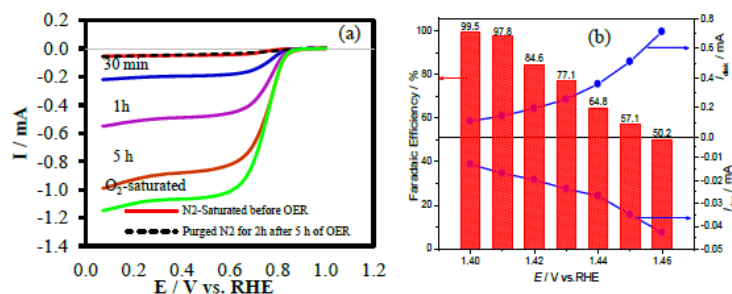 (a)
0.0
-0.2
-0.4
-0.6
-0.8
-1.0
-1.2
-1.4
I / mA
30 min
1h
5 h
O2-saturated
N2-Saturated before OER
Purged N2 for 2h after 5 h of OER
0.0 0.2 0.4 0.6 0.8 1.0 1.2
E / V vs. RHE
(b)
100
80
60
40
20
0
Faradaic Efficiency / %
99.5
97.8
84.6
77.1
64.8
57.1
50.2
0.8
0.6
0.4
0.2
0.0
-0.01
-0.02
-0.03
-0.04
-0.05
Idisk / mA
1.40 1.42 1.44 1.46
E / V vs.RHE